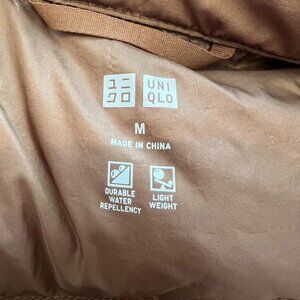 ユニ
クロ
UNI
QLO
M
MADE IN CHINA
DURABLE
WATER
REPELLENCY
LIGHT
WEIGHT